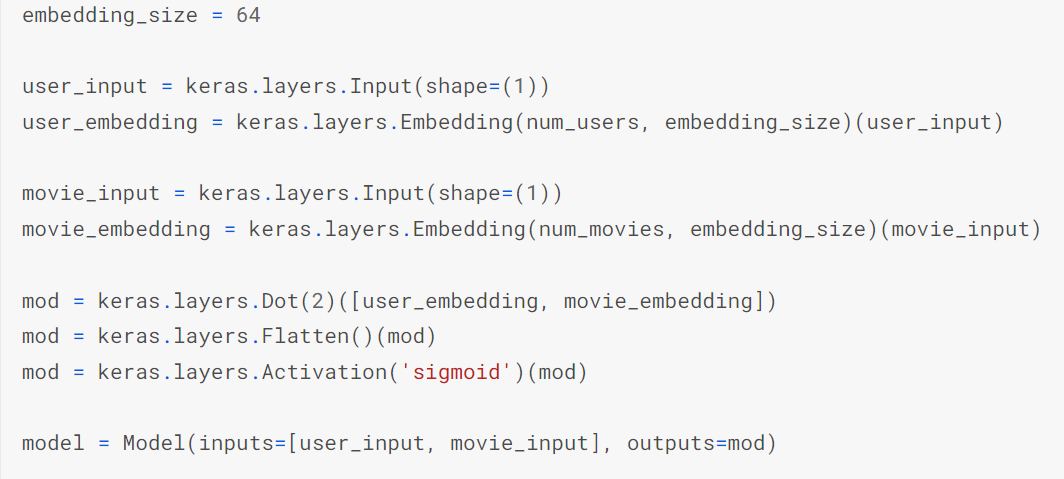 embedding_size = 64
user_input = keras.layers.Input(shape=(1))
user_embedding = keras.layers.Embedding(num_users, embedding_size)(user_input)
movie_input = keras.layers.Input(shape=(1))
movie_embedding = keras.layers.Embedding(num_movies, embedding_size)(movie_input)
mod = keras.layers.Dot(2)([user_embedding, movie_embedding])
mod = keras.layers.Flatten()(mod)
mod = keras.layers.Activation('sigmoid')(mod)
model = Model(inputs=[user_input, movie_input], outputs=mod)